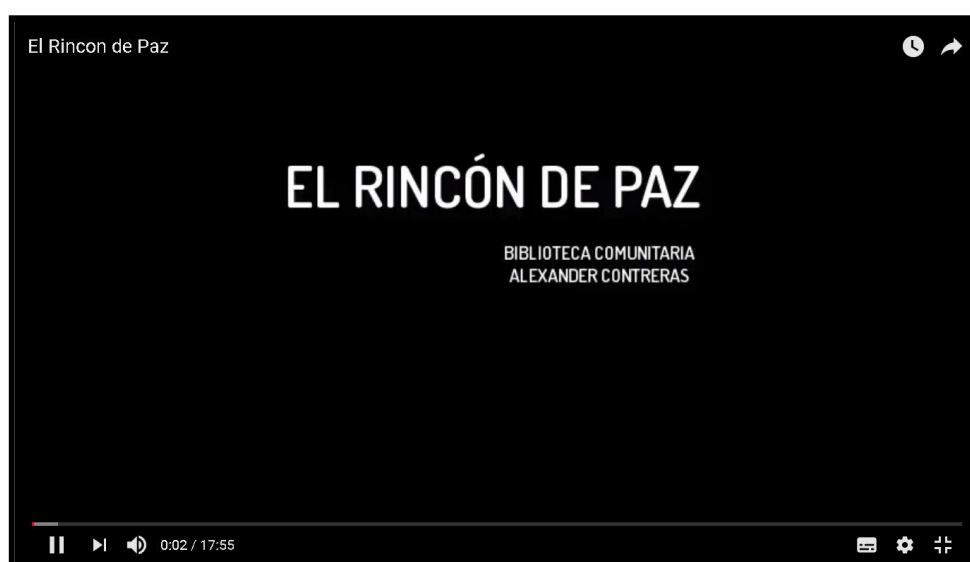 El Rincon de Paz
EL RINCÓN DE PAZ
BIBLIOTECA COMUNITARIA
ALEXANDER CONTRERAS
0:02 / 17:55